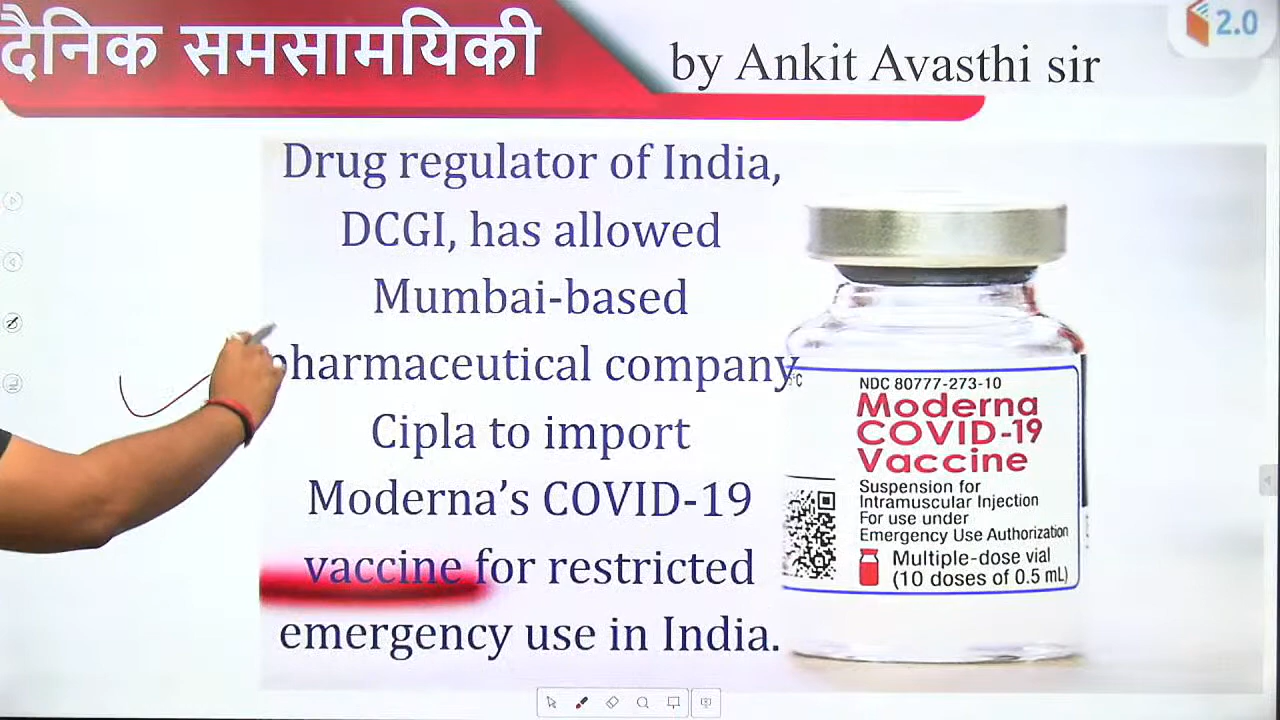 दैनिक समसामयिकी
by Ankit Avasthi sir
2.0
Drug regulator of India,
DCGI, has allowed
Mumbai-based
pharmaceutical company
Cipla to import
Moderna’s COVID-19
vaccine for restricted
emergency use in India.
5°C
NDC 80777-273-10
Moderna
COVID-19
Vaccine
Suspension for
Intramuscular Injection
For use under
Emergency Use Authorization
Multiple-dose vial
(10 doses of 0.5 mL)